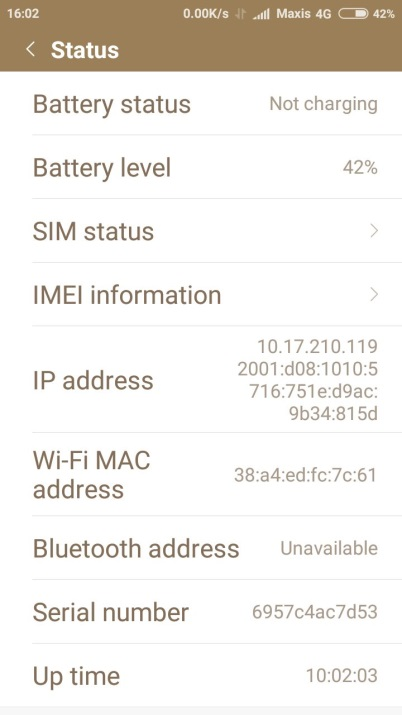 16:02 0.00K/s Maxis 4G 42%
Status
Battery status Not charging
Battery level 42%
SIM status
IMEI information
IP address 10.17.210.119
2001:d08:1010:5
716:751e:d9ac:
9b34:815d
Wi-Fi MAC
address 38:a4:ed:fc:7c:61
Bluetooth address Unavailable
Serial number 6957c4ac7d53
Up time 10:02:03